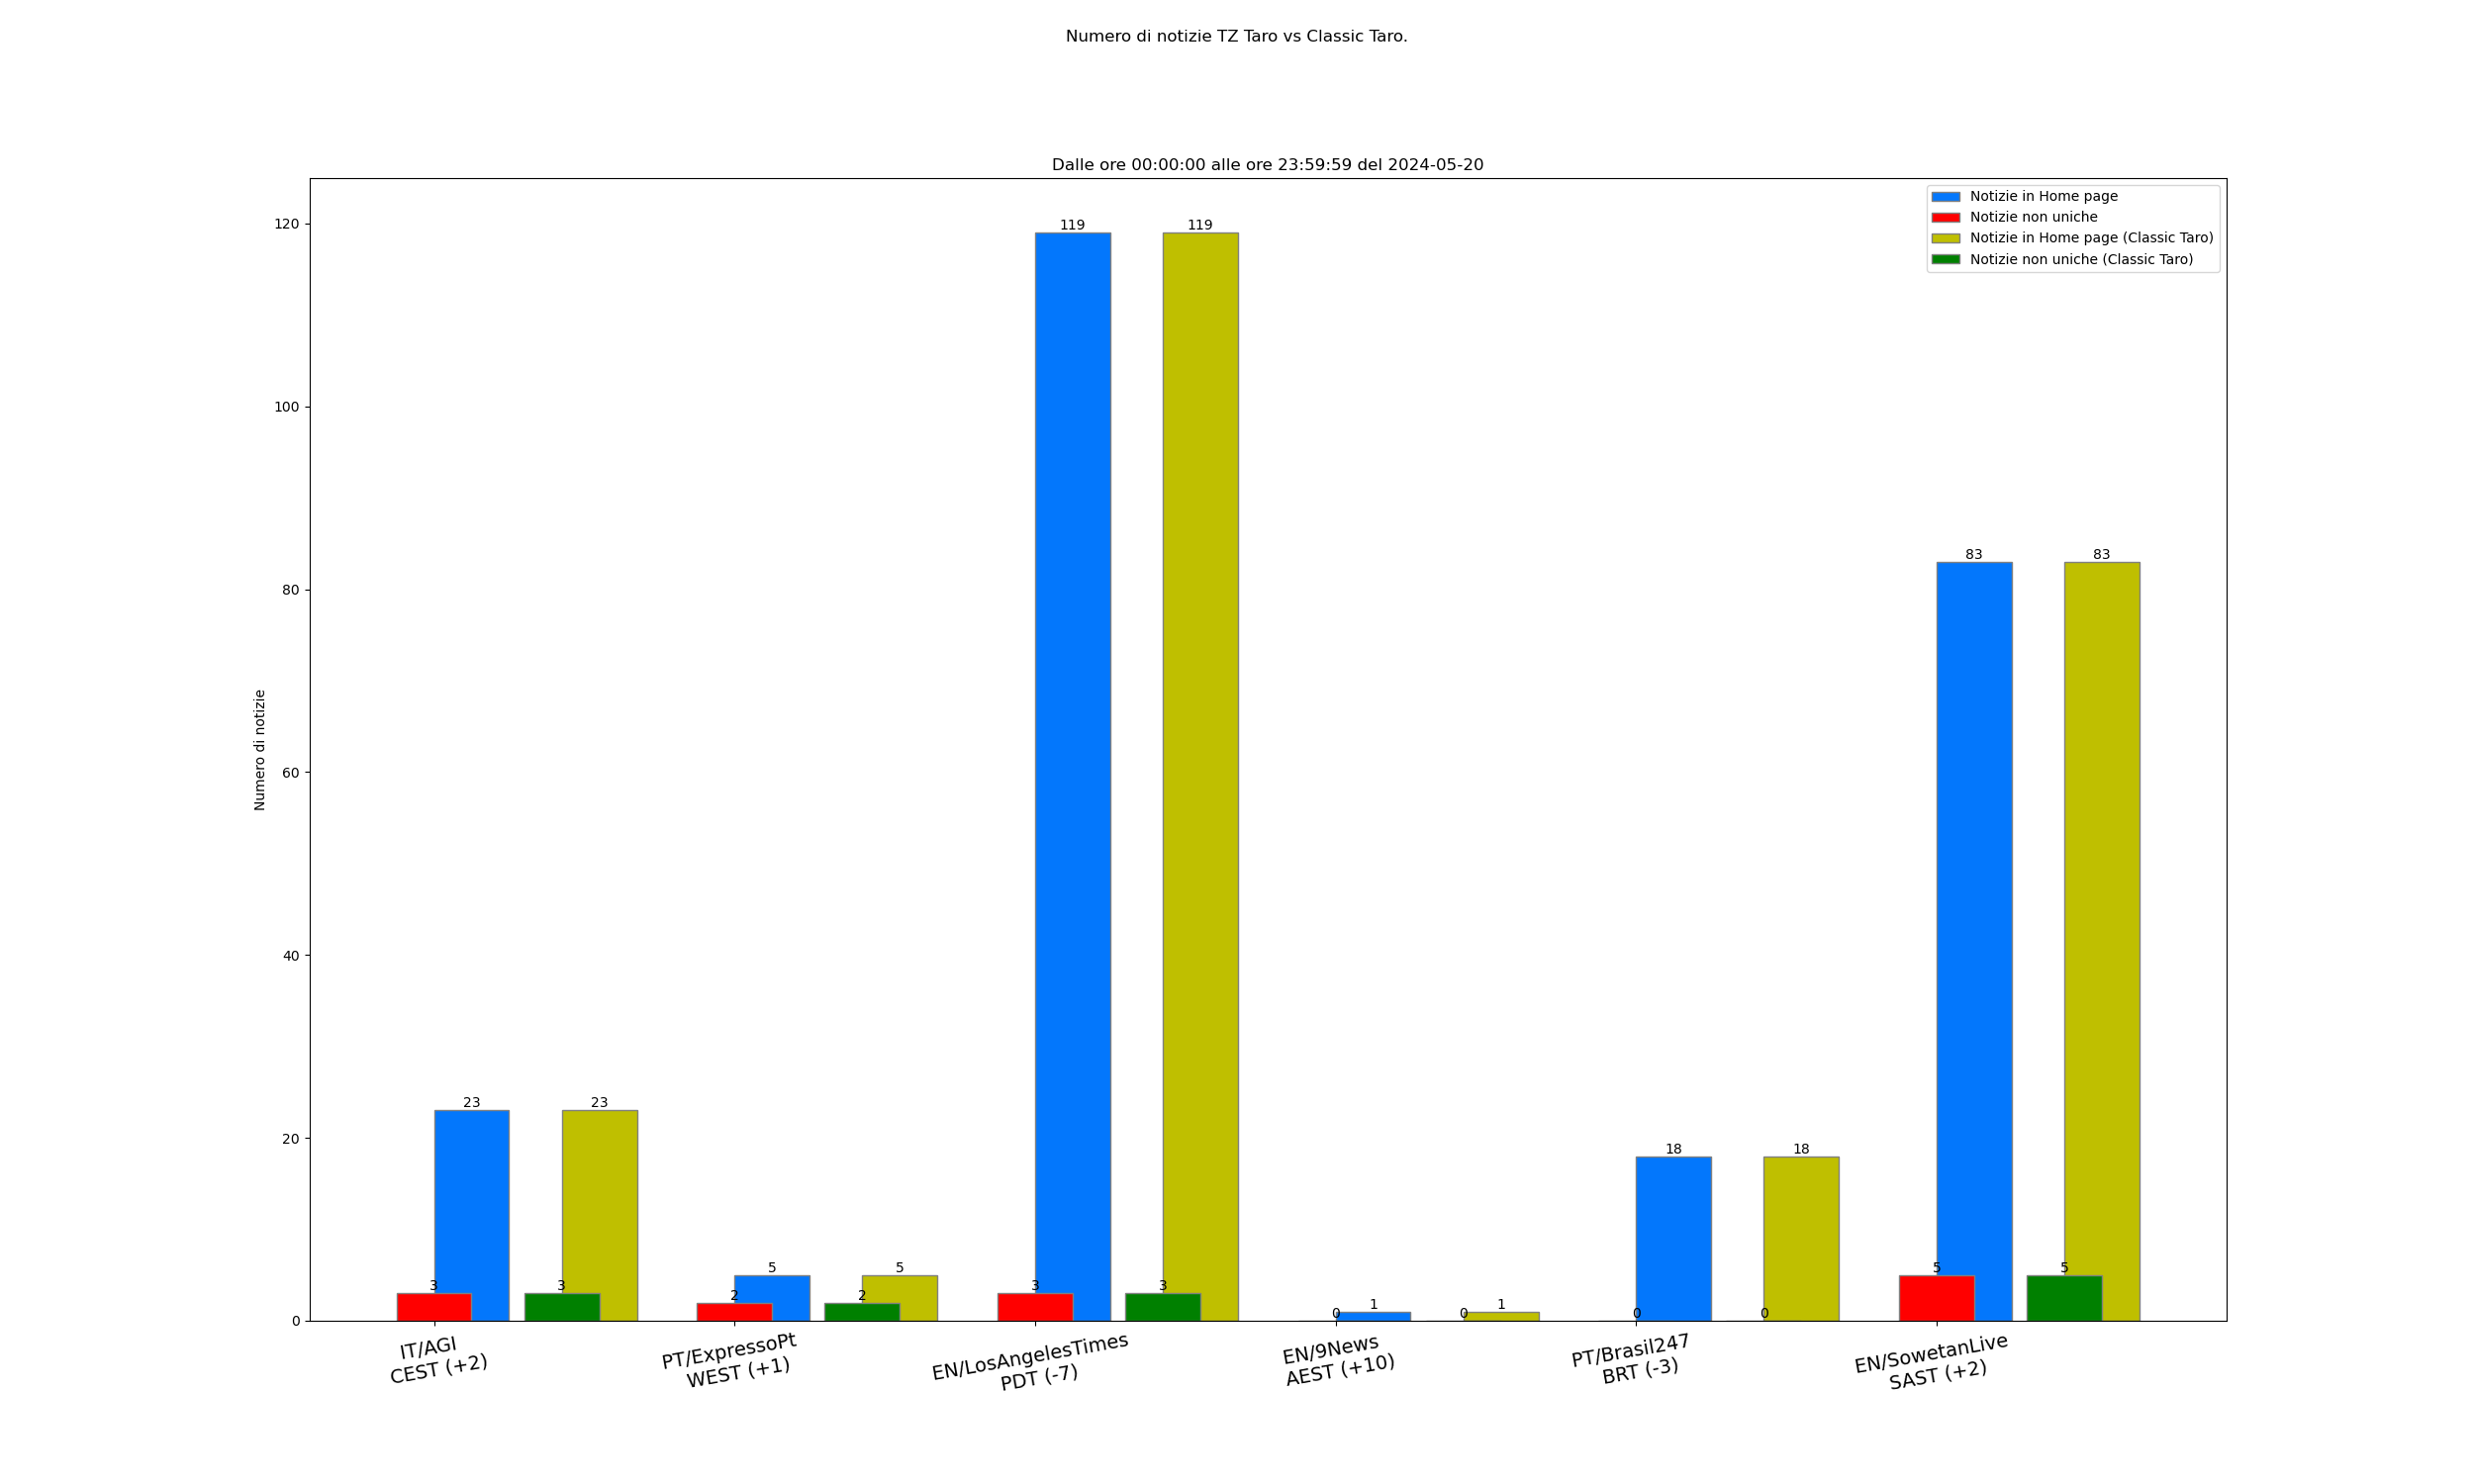 Numero di notizie TZ Taro vs Classic Taro.
Dalle ore 00:00:00 alle ore 23:59:59 del 2024-05-20
Notizie in Home page
Notizie non uniche
Notizie in Home page (Classic Taro)
Notizie non uniche (Classic Taro)
Numero di notizie
120
100
80
60
40
20
0
3
23
3
23
2
5
2
5
3
119
3
119
0
1
0
1
0
18
0
18
5
83
5
83
IT/AGI
CEST (+2)
PT/ExpressoPt
WEST (+1)
EN/LosAngelesTimes
PDT (-7)
EN/9News
AEST (+10)
PT/Brasil247
BRT (-3)
EN/SowetanLive
SAST (+2)